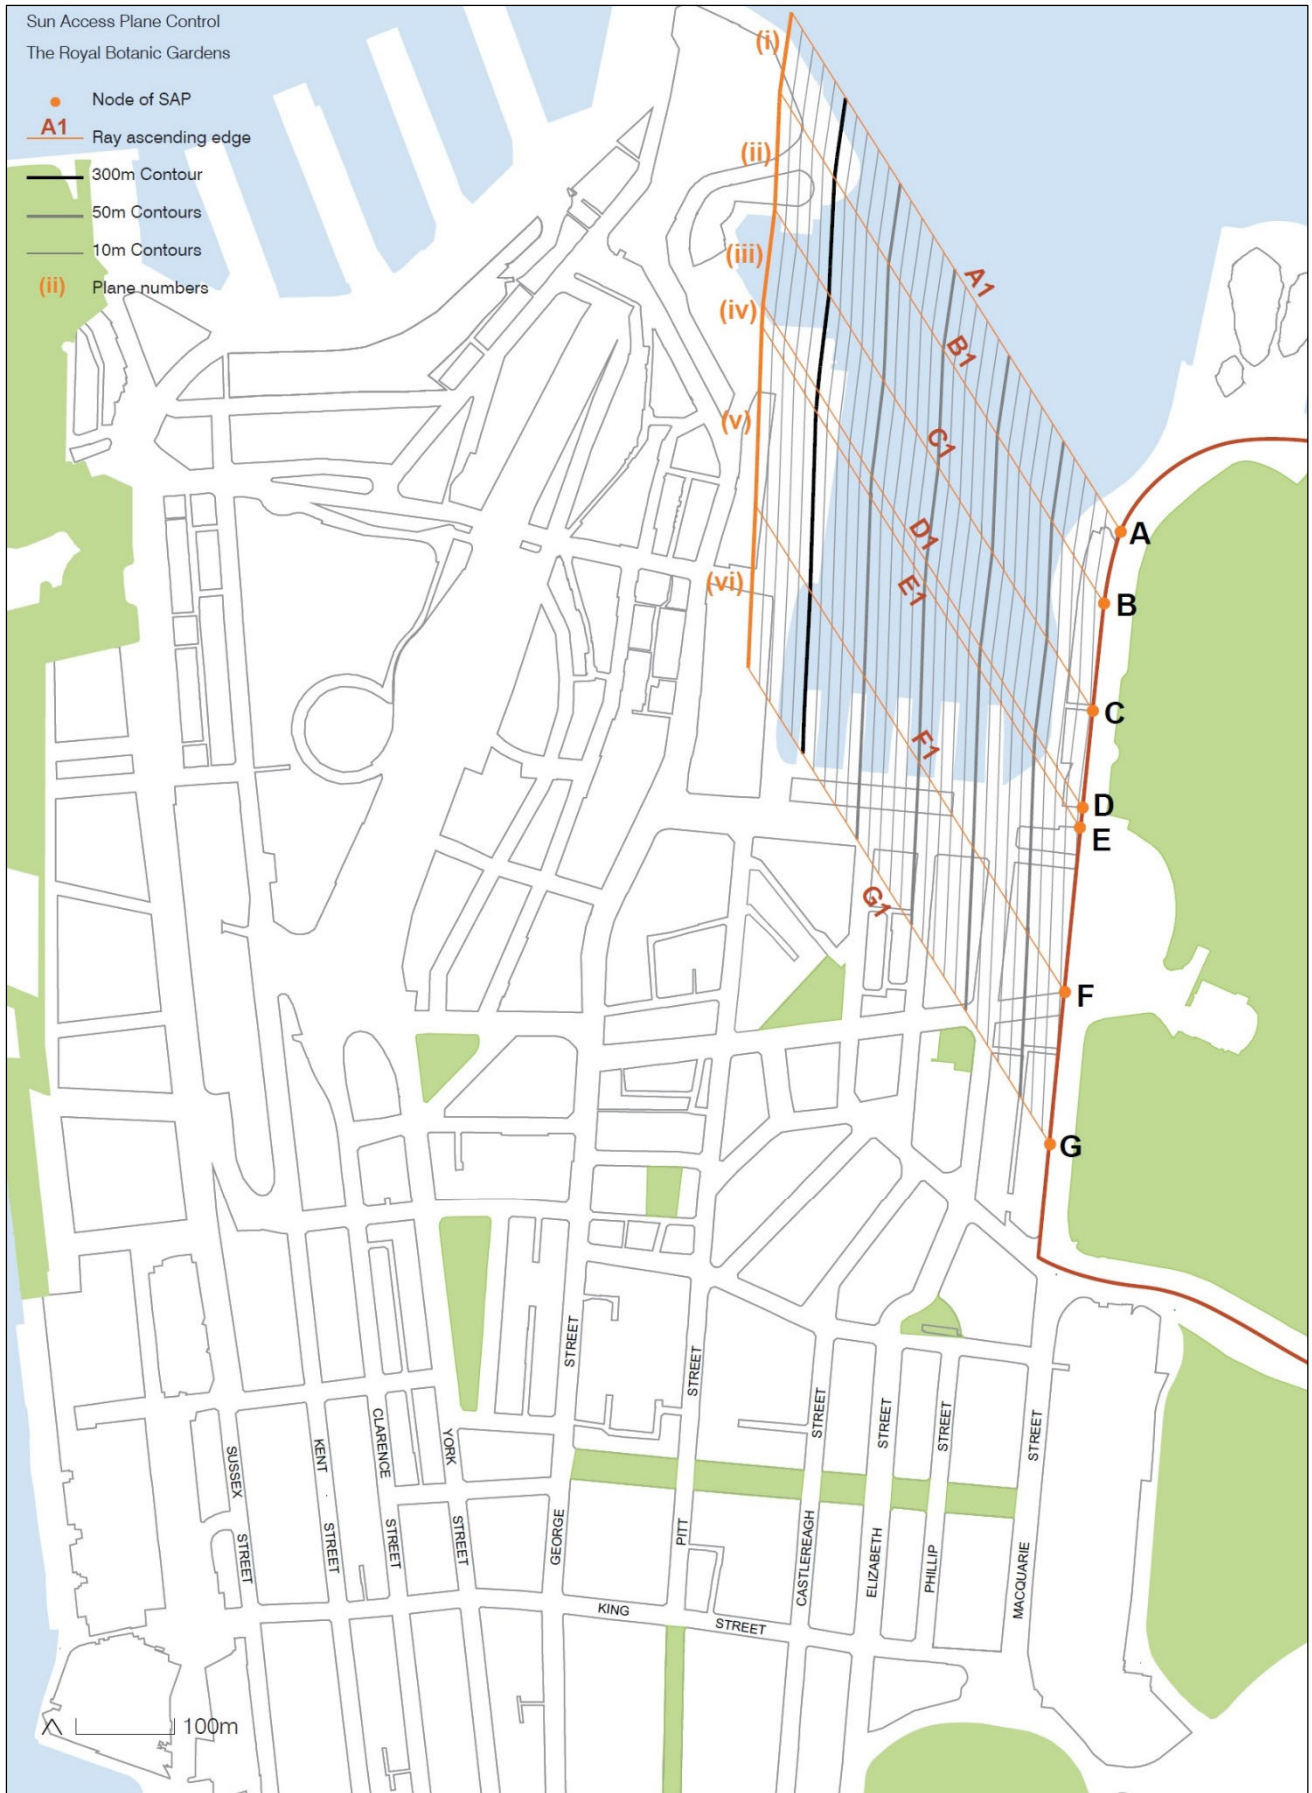 Sun Access Plane Control
The Royal Botanic Gardens
Node of SAP
A1
Ray ascending edge
300m Contour
50m Contours
10m Contours
(ii)
Plane numbers
(i)
(ii)
(iii)
(iv)
(v)
(vi)
A1
B1
C1
D1
E1
F1
G1
A
B
C
D
E
F
G
STREET
STREET
STREET
STREET
STREET
STREET
SUSSEX
KENT
CLARENCE
YORK
STREET
STREET
STREET
STREET
GEORGE
PITT
CASTLEREAGH
ELIZABETH
PHILLIP
MACQUARIE
KING
STREET
100m